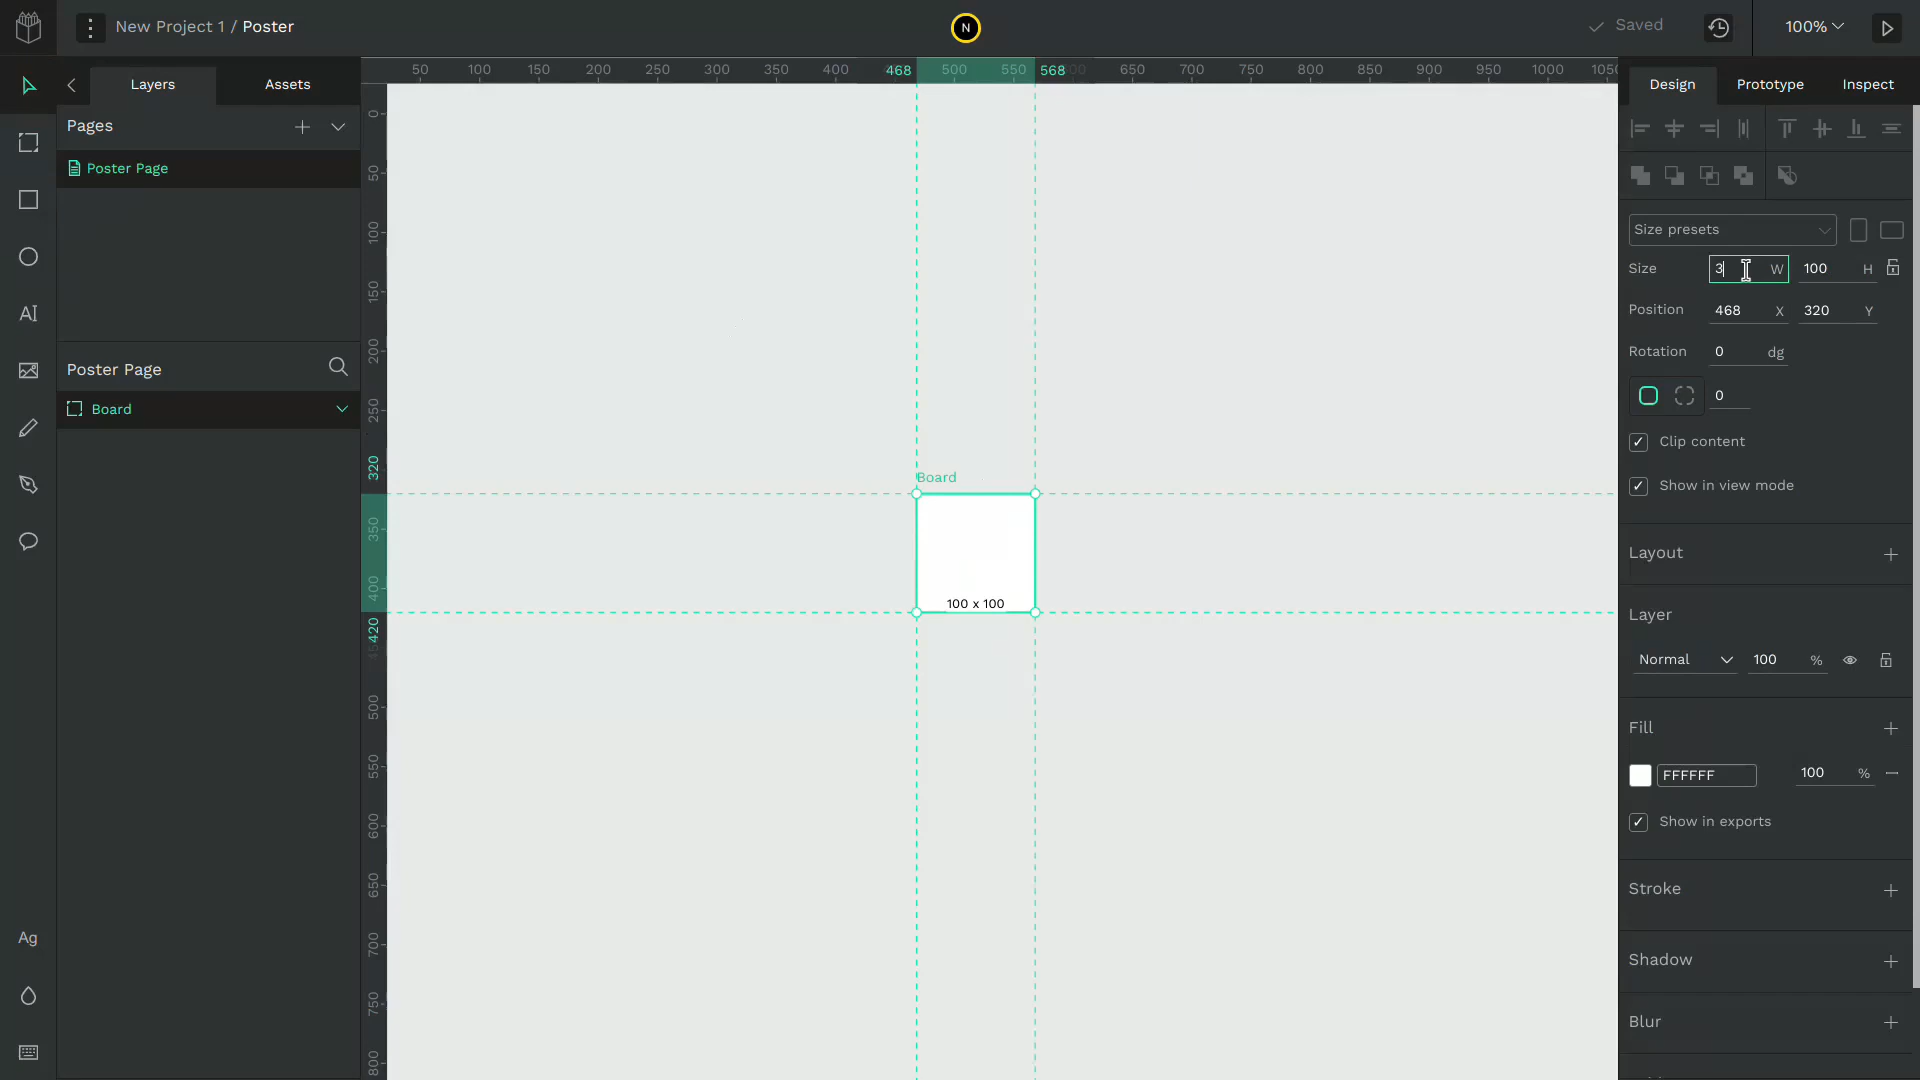 New Project 1 / Poster
N
Saved
100%
Layers
Assets
Pages
Poster Page
Poster Page
Board
50 100 150 200 250 300 350 400 468 500 550 568 600 650 700 750 800 850 900 950 1000 1050
0
50
100
150
200
250
320
350
400
420
450
500
550
600
650
700
750
800
Board
100 x 100
AI
Ag
Design
Prototype
Inspect
Size presets
Size 3 W 100 H
Position 468 X 320 Y
Rotation 0 dg
0
Clip content
Show in view mode
Layout
Layer
Normal 100 %
Fill
FFFFFF 100 %
Show in exports
Stroke
Shadow
Blur